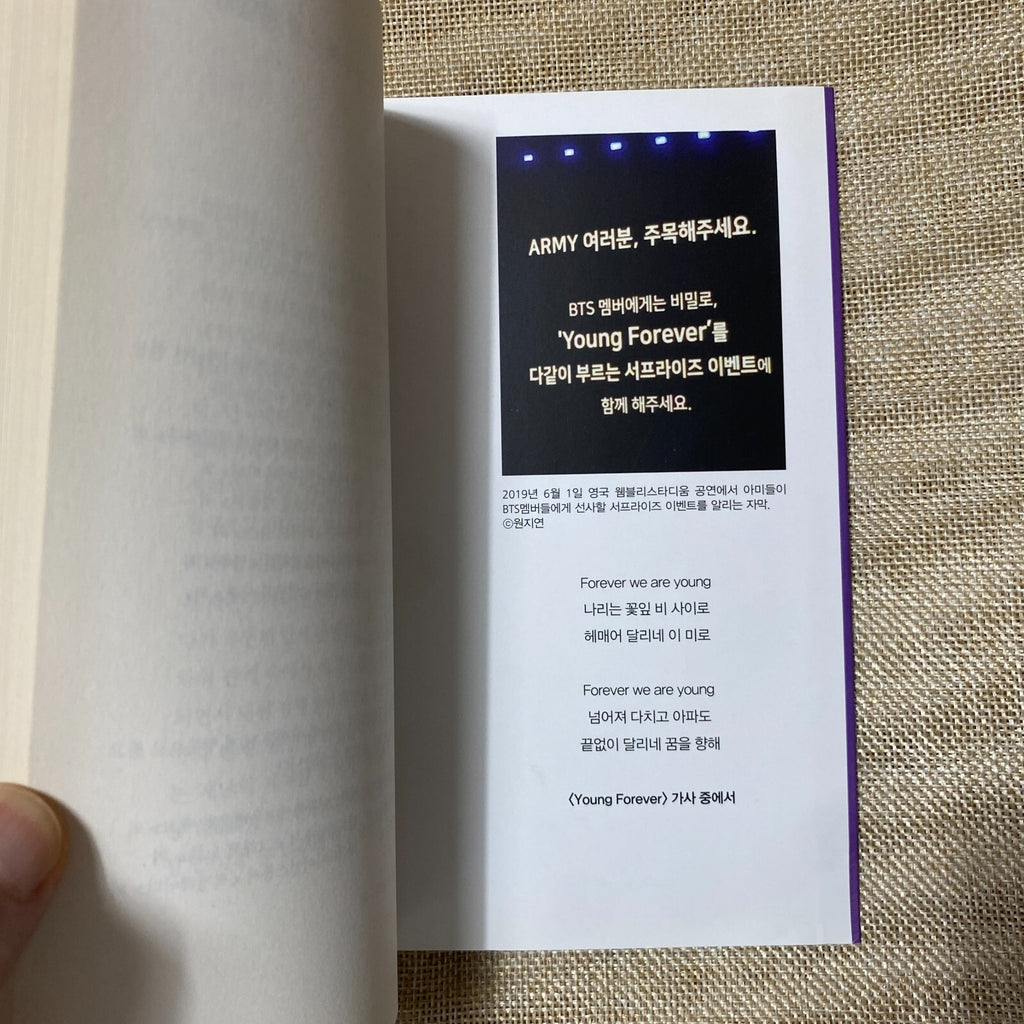 ARMY 여러분, 주목해주세요.
BTS 멤버에게는 비밀로,
'Young Forever'를
다같이 부르는 서프라이즈 이벤트에
함께 해주세요.
2019년 6월 1일 영국 웸블리스타디움 공연에서 아미들이
BTS멤버들에게 선사할 서프라이즈 이벤트를 알리는 자막.
ⓒ원지연
Forever we are young
나리는 꽃잎 비 사이로
헤매어 달리네 이 미로
Forever we are young
넘어져 다치고 아파도
끝없이 달리네 꿈을 향해
〈Young Forever〉 가사 중에서